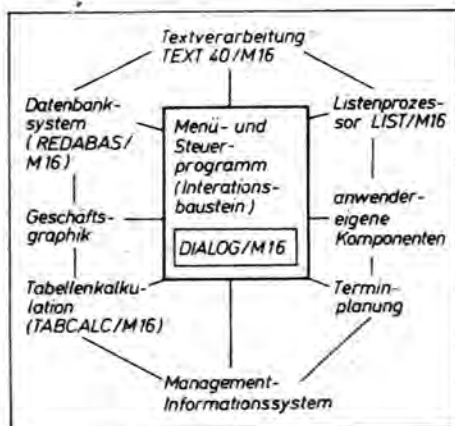 Textverarbeitung
TEXT 40/M16
Datenbank-
system
(REDABAS/
M16)
Menü- und
Steuer-
programm
(Interations-
baustein)
DIALOG/M16
Listenprozes-
sor LIST/M16
Geschäfts-
graphik
anwender-
eigene
Komponenten
Tabellenkalku-
lation
(TABCALC/M16)
Termin-
planung
Management-
Informationssystem